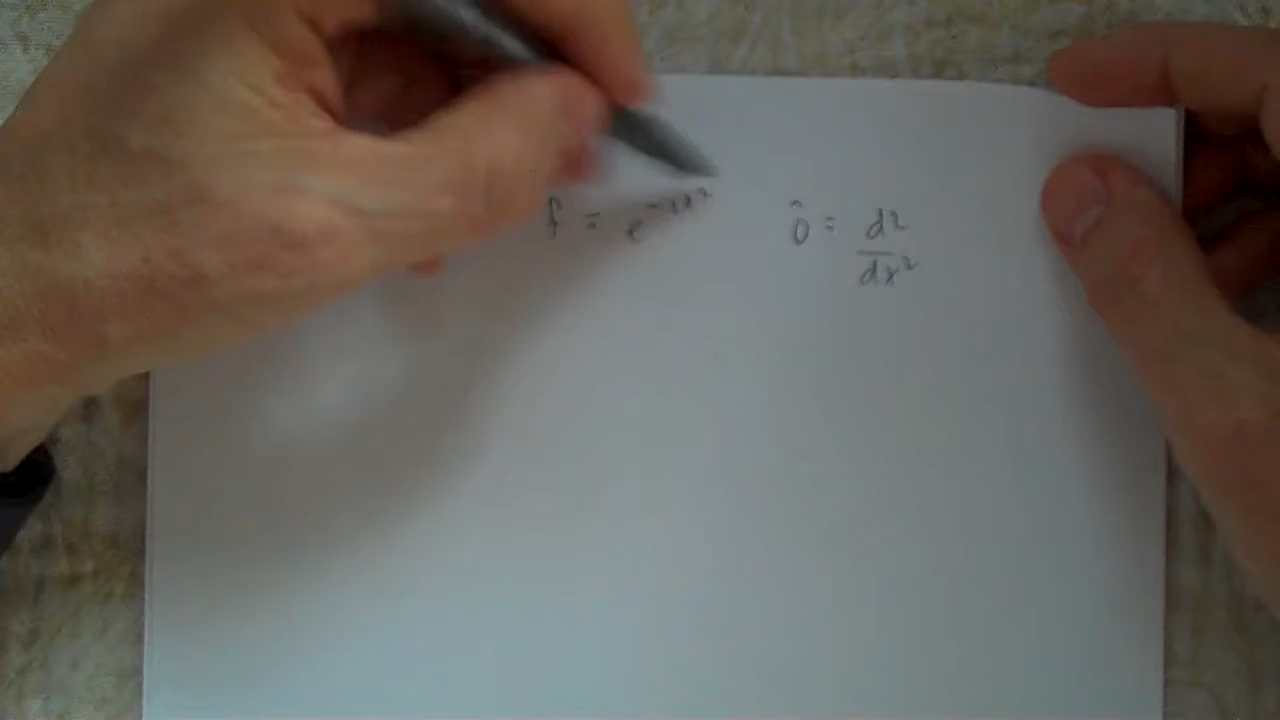 f = e Ô = d²
dx²